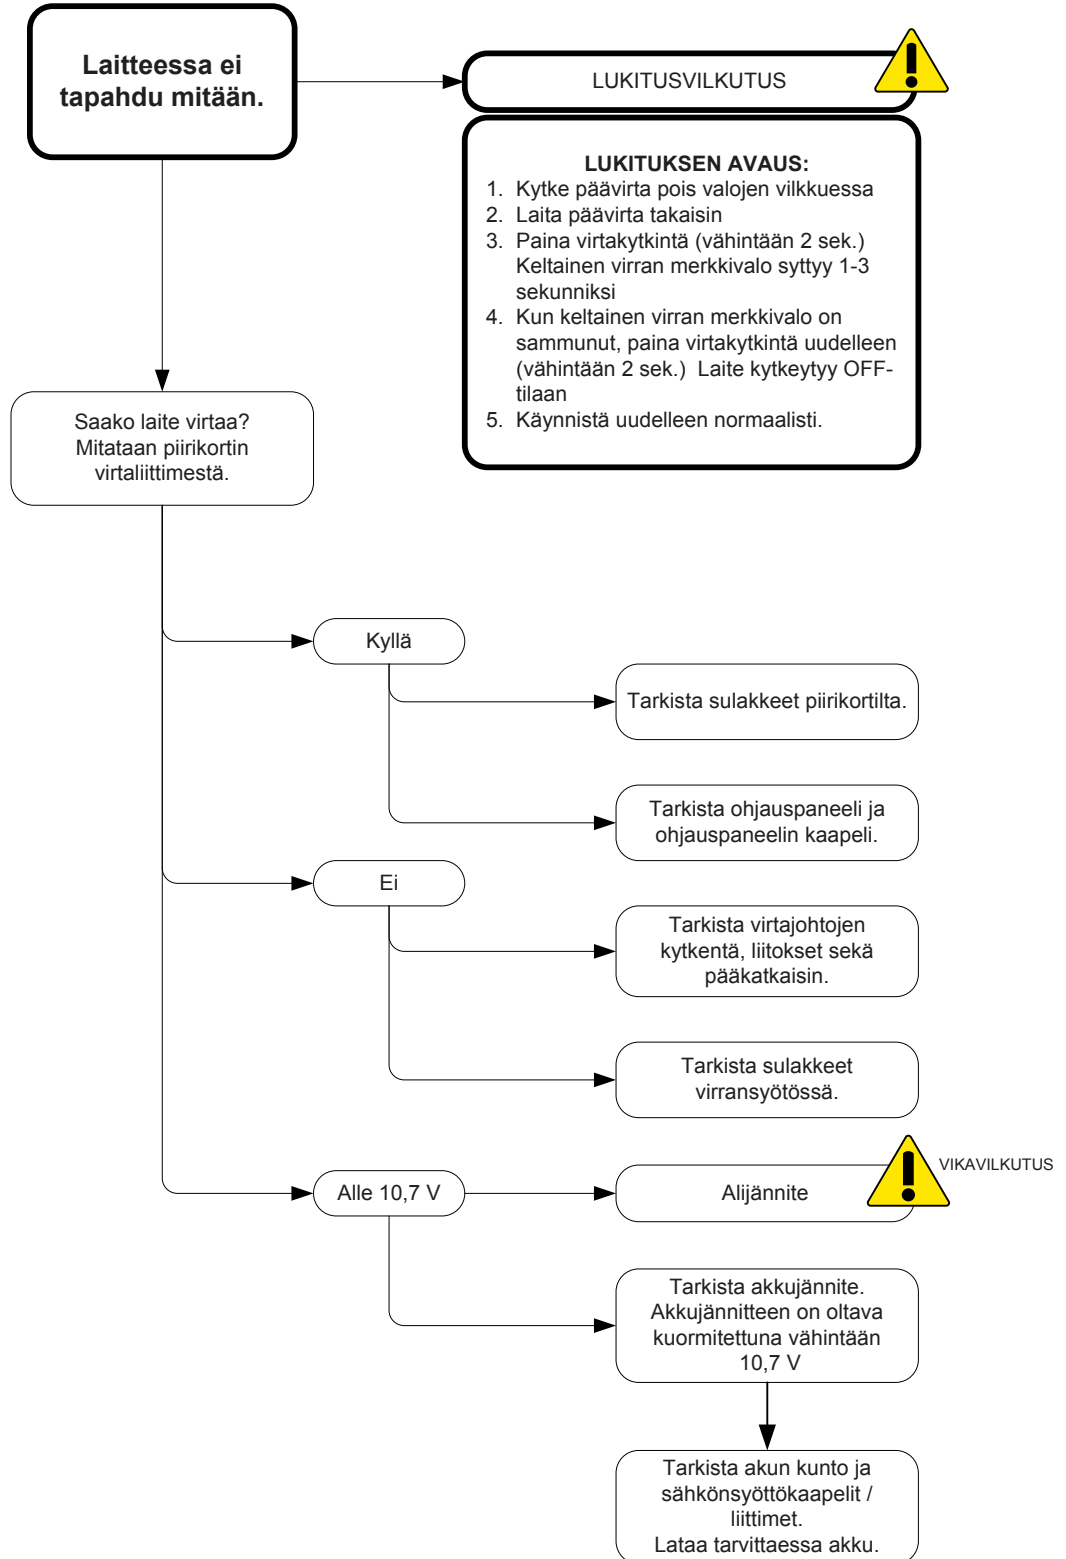 Laitteessa ei
tapahdu mitään.
LUKITUSVILKUTUS
LUKITUKSEN AVAUS:
1. Kytke päävirta pois valojen vilkkuessa
2. Laita päävirta takaisin
3. Paina virtakytkintä (vähintään 2 sek.)
Keltainen virran merkkivalo syttyy 1-3
sekunniksi
4. Kun keltainen virran merkkivalo on
sammunut, paina virtakytkintä uudelleen
(vähintään 2 sek.) Laite kytkeytyy OFF-
tilaan
5. Käynnistä uudelleen normaalisti.
Saako laite virtaa?
Mitataan piirikortin
virtaliittimestä.
Kyllä
Tarkista sulakkeet piirikortilta.
Tarkista ohjauspaneeli ja
ohjauspaneelin kaapeli.
Ei
Tarkista virtajohtojen
kytkentä, liitokset sekä
pääkatkaisin.
Tarkista sulakkeet
virransyötössä.
Alle 10,7 V
Alijännite
VIKAVILKUTUS
Tarkista akkujännite.
Akkujännitteen on oltava
kuormitettuna vähintään
10,7 V
Tarkista akun kunto ja
sähkönsyöttökaapelit /
liittimet.
Lataa tarvittaessa akku.